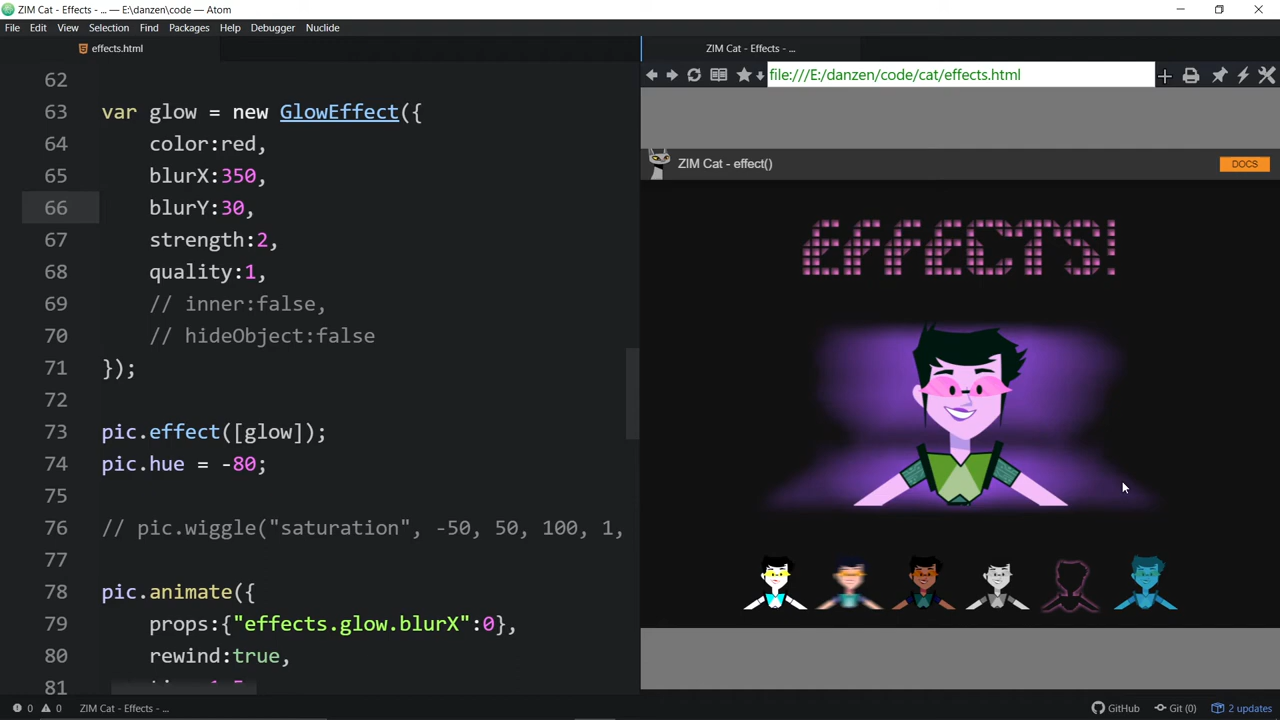 ZIM Cat - Effects - ... — E:\danzen\code — Atom
File Edit View Selection Find Packages Help Debugger Nuclide
effects.html
ZIM Cat - Effects - ...
file:///E:/danzen/code/cat/effects.html
62
63 var glow = new GlowEffect({
64 color:red,
65 blurX:350,
66 blurY:30,
67 strength:2,
68 quality:1,
69 // inner:false,
70 // hideObject:false
71 });
72
73 pic.effect([glow]);
74 pic.hue = -80;
75
76 // pic.wiggle("saturation", -50, 50, 100, 1,
77
78 pic.animate({
79 props:{"effects.glow.blurX":0},
80 rewind:true,
81
ZIM Cat - effect()
DOCS
EFFECTS!
0 0 ZIM Cat - Effects - ...
GitHub Git (0) 2 updates